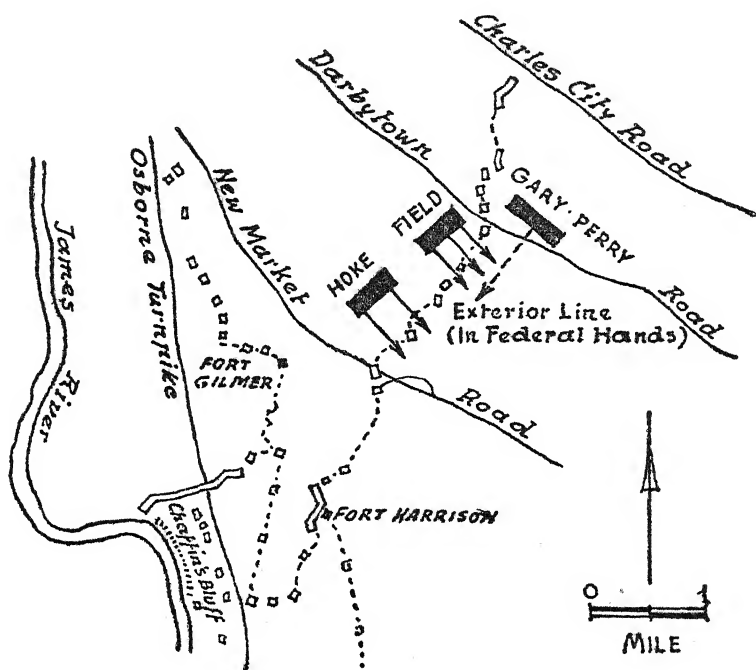 Charles City Road
Darbytown
Road
GARY · PERRY
FIELD
HOKE
Exterior Line
(In Federal Hands)
New Market
Road
Osborne Turnpike
James
River
FORT
GILMER
FORT HARRISON
Chaffin's Bluff
0 1
MILE